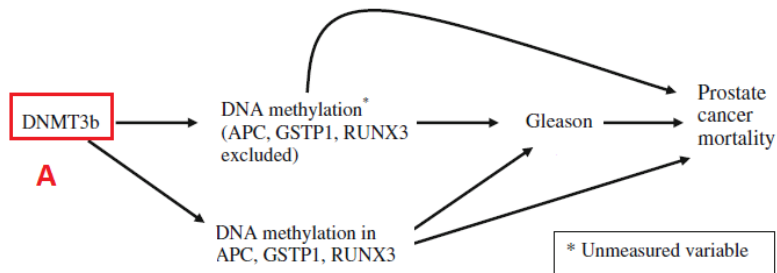 DNMT3b
A
DNA methylation*
(APC, GSTP1, RUNX3
excluded)
DNA methylation in
APC, GSTP1, RUNX3
Gleason
Prostate
cancer
mortality
* Unmeasured variable